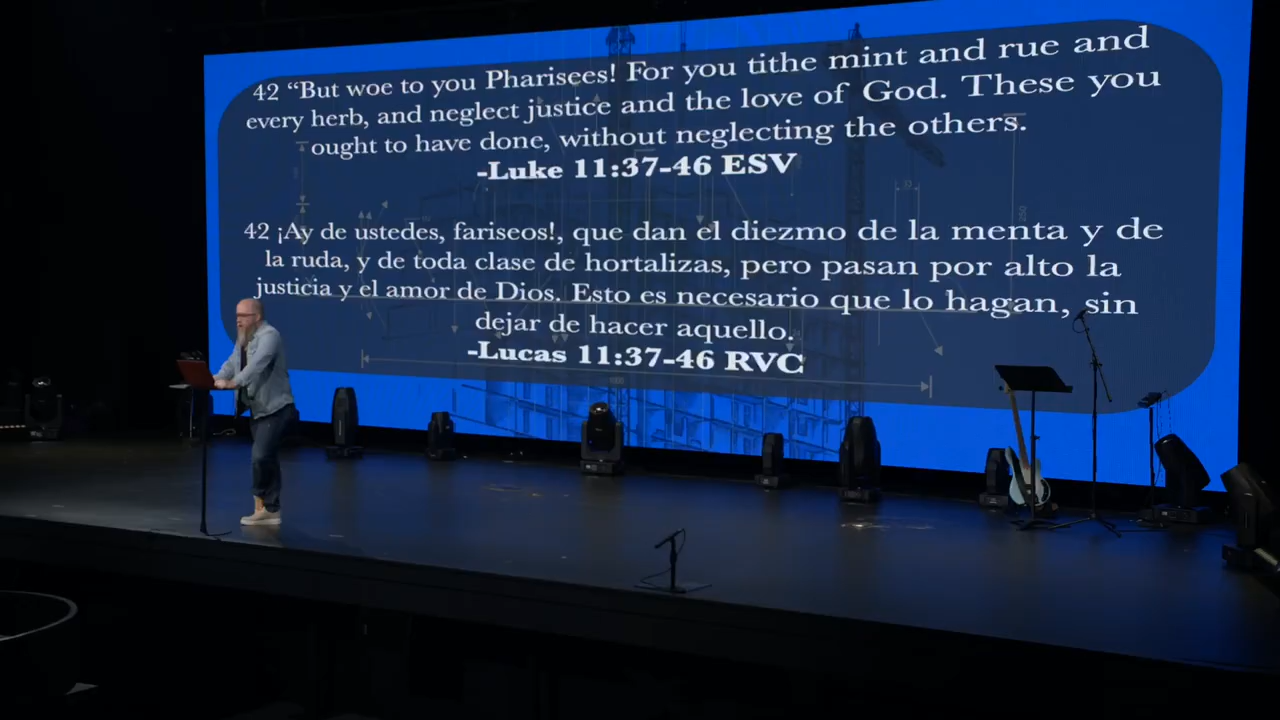 42 “But woe to you Pharisees! For you tithe mint and rue and
every herb, and neglect justice and the love of God. These you
ought to have done, without neglecting the others.
-Luke 11:37-46 ESV
42 ¡Ay de ustedes, fariseos!, que dan el diezmo de la menta y de
la ruda, y de toda clase de hortalizas, pero pasan por alto la
justicia y el amor de Dios. Esto es necesario que lo hagan, sin
dejar de hacer aquello.
-Lucas 11:37-46 RVC